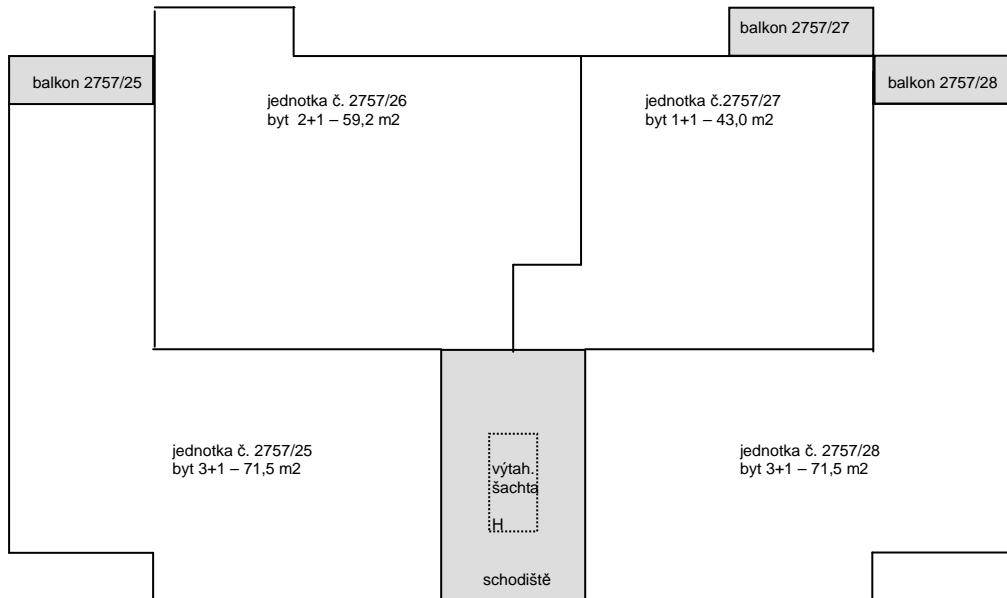 balkon 2757/27
balkon 2757/25
balkon 2757/28
jednotka č. 2757/26
byt 2+1 – 59,2 m2
jednotka č.2757/27
byt 1+1 – 43,0 m2
jednotka č. 2757/25
byt 3+1 – 71,5 m2
výtah.
šachta
H
schodiště
jednotka č. 2757/28
byt 3+1 – 71,5 m2